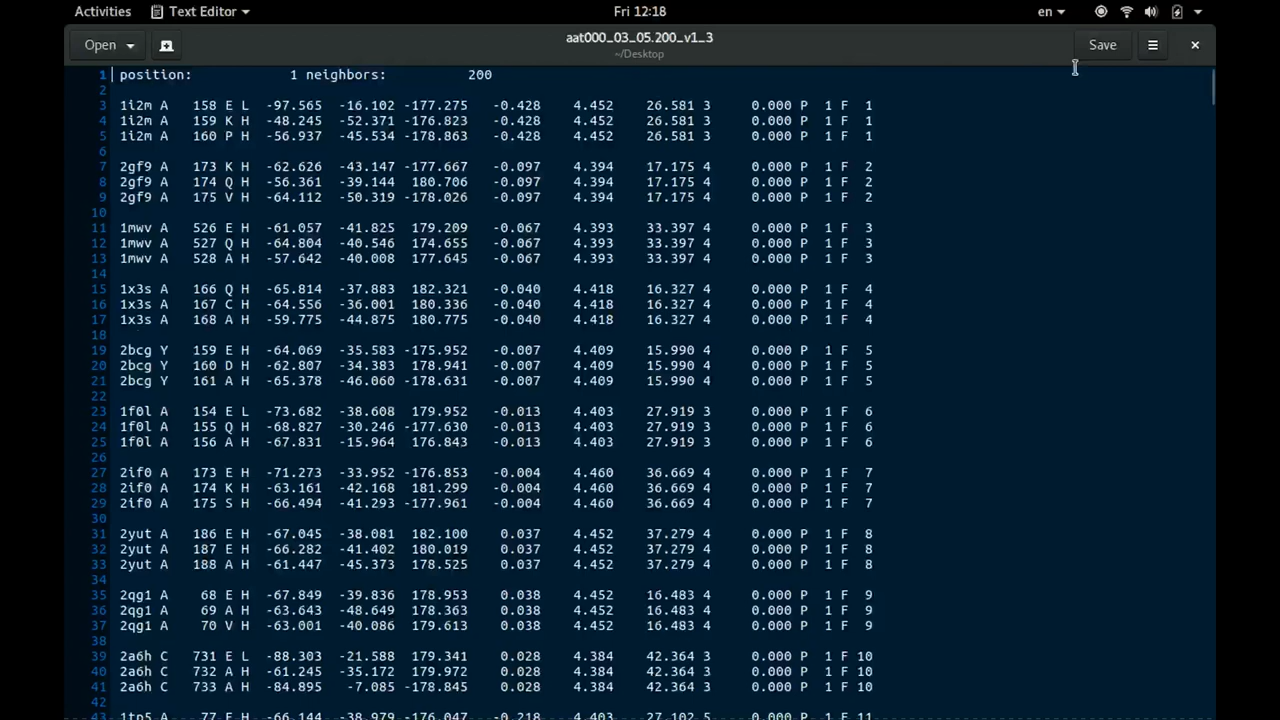 Activities Text Editor Fri 12:18 en
Open aat000_03_05.200_v1_3 Save
~/Desktop
1 position: 1 neighbors: 200
2
3 1i2m A 158 E L -97.565 -16.102 -177.275 -0.428 4.452 26.581 3 0.000 P 1 F 1
4 1i2m A 159 K H -48.245 -52.371 -176.823 -0.428 4.452 26.581 3 0.000 P 1 F 1
5 1i2m A 160 P H -56.937 -45.534 -178.863 -0.428 4.452 26.581 3 0.000 P 1 F 1
6
7 2gf9 A 173 K H -62.626 -43.147 -177.667 -0.097 4.394 17.175 4 0.000 P 1 F 2
8 2gf9 A 174 Q H -56.361 -39.144 180.706 -0.097 4.394 17.175 4 0.000 P 1 F 2
9 2gf9 A 175 V H -64.112 -50.319 -178.026 -0.097 4.394 17.175 4 0.000 P 1 F 2
10
11 1mwv A 526 E H -61.057 -41.825 179.209 -0.067 4.393 33.397 4 0.000 P 1 F 3
12 1mwv A 527 Q H -64.804 -40.546 174.655 -0.067 4.393 33.397 4 0.000 P 1 F 3
13 1mwv A 528 A H -57.642 -40.008 177.645 -0.067 4.393 33.397 4 0.000 P 1 F 3
14
15 1x3s A 166 Q H -65.814 -37.883 182.321 -0.040 4.418 16.327 4 0.000 P 1 F 4
16 1x3s A 167 C H -64.556 -36.001 180.336 -0.040 4.418 16.327 4 0.000 P 1 F 4
17 1x3s A 168 A H -59.775 -44.875 180.775 -0.040 4.418 16.327 4 0.000 P 1 F 4
18
19 2bcg Y 159 E H -64.069 -35.583 -175.952 -0.007 4.409 15.990 4 0.000 P 1 F 5
20 2bcg Y 160 D H -62.807 -34.383 178.941 -0.007 4.409 15.990 4 0.000 P 1 F 5
21 2bcg Y 161 A H -65.378 -46.060 -178.631 -0.007 4.409 15.990 4 0.000 P 1 F 5
22
23 1f0l A 154 E L -73.682 -38.608 179.952 -0.013 4.403 27.919 3 0.000 P 1 F 6
24 1f0l A 155 Q H -68.827 -30.246 -177.630 -0.013 4.403 27.919 3 0.000 P 1 F 6
25 1f0l A 156 A H -67.831 -15.964 176.843 -0.013 4.403 27.919 3 0.000 P 1 F 6
26
27 2if0 A 173 E H -71.273 -33.952 -176.853 -0.004 4.460 36.669 4 0.000 P 1 F 7
28 2if0 A 174 K H -63.161 -42.168 181.299 -0.004 4.460 36.669 4 0.000 P 1 F 7
29 2if0 A 175 S H -66.494 -41.293 -177.961 -0.004 4.460 36.669 4 0.000 P 1 F 7
30
31 2yut A 186 E H -67.045 -38.081 182.100 0.037 4.452 37.279 4 0.000 P 1 F 8
32 2yut A 187 E H -66.282 -41.402 180.019 0.037 4.452 37.279 4 0.000 P 1 F 8
33 2yut A 188 A H -61.447 -45.373 178.525 0.037 4.452 37.279 4 0.000 P 1 F 8
34
35 2qg1 A 68 E H -67.849 -39.836 178.953 0.038 4.452 16.483 4 0.000 P 1 F 9
36 2qg1 A 69 A H -63.643 -48.649 178.363 0.038 4.452 16.483 4 0.000 P 1 F 9
37 2qg1 A 70 V H -63.001 -40.086 179.613 0.038 4.452 16.483 4 0.000 P 1 F 9
38
39 2a6h C 731 E L -88.303 -21.588 179.341 0.028 4.384 42.364 3 0.000 P 1 F 10
40 2a6h C 732 A H -61.245 -35.172 179.972 0.028 4.384 42.364 3 0.000 P 1 F 10
41 2a6h C 733 A H -84.895 -7.085 -178.845 0.028 4.384 42.364 3 0.000 P 1 F 10
42
43 1tp5 A 77 E H -66.144 -38.979 -176.047 -0.218 4.403 27.102 5 0.000 P 1 F 11